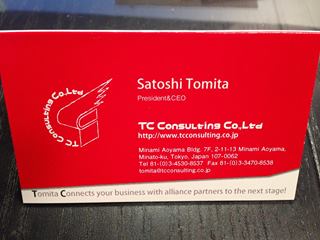 TC Consulting Co.,Ltd
Satoshi Tomita
President&CEO
TC Consulting Co.,Ltd
http://www.tcconsulting.co.jp
Minami Aoyama Bldg. 7F, 2-11-13 Minami Aoyama,
Minato-ku, Tokyo, Japan 107-0062
Tel 81-(0)3-4530-8537 Fax 81-(0)3-3470-8538
tomita@tcconsulting.co.jp
Tomita Connects your business with alliance partners to the next stage!